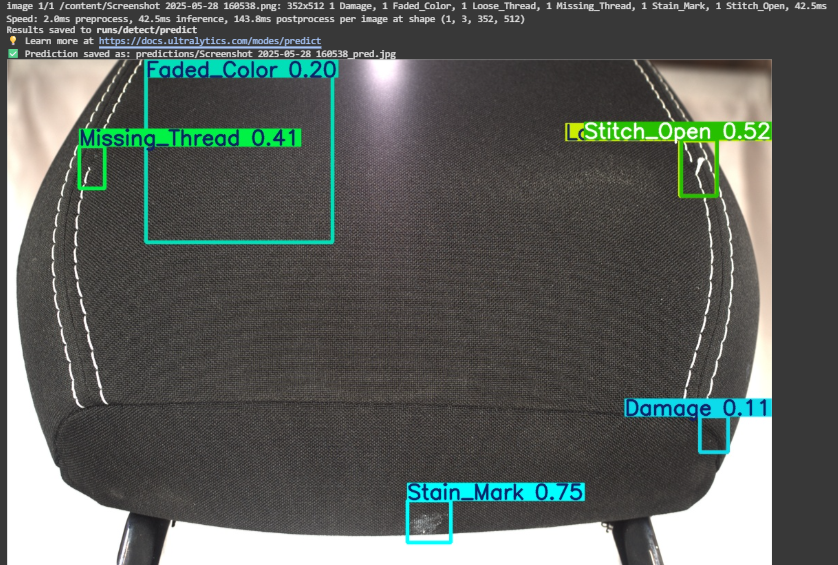 image 1/1 /content/Screenshot 2025-05-28 160538.png: 352x512 1 Damage, 1 Faded_Color, 1 Loose_Thread, 1 Missing_Thread, 1 Stain_Mark, 1 Stitch_Open, 42.5ms
Speed: 2.0ms preprocess, 42.5ms inference, 143.8ms postprocess per image at shape (1, 3, 352, 512)
Results saved to runs/detect/predict
💡 Learn more at https://docs.ultralytics.com/modes/predict
✅ Prediction saved as: predictions/Screenshot 2025-05-28 160538_pred.jpg
Faded_Color 0.20
Missing_Thread 0.41
Stitch_Open 0.52
Damage 0.11
Stain_Mark 0.75